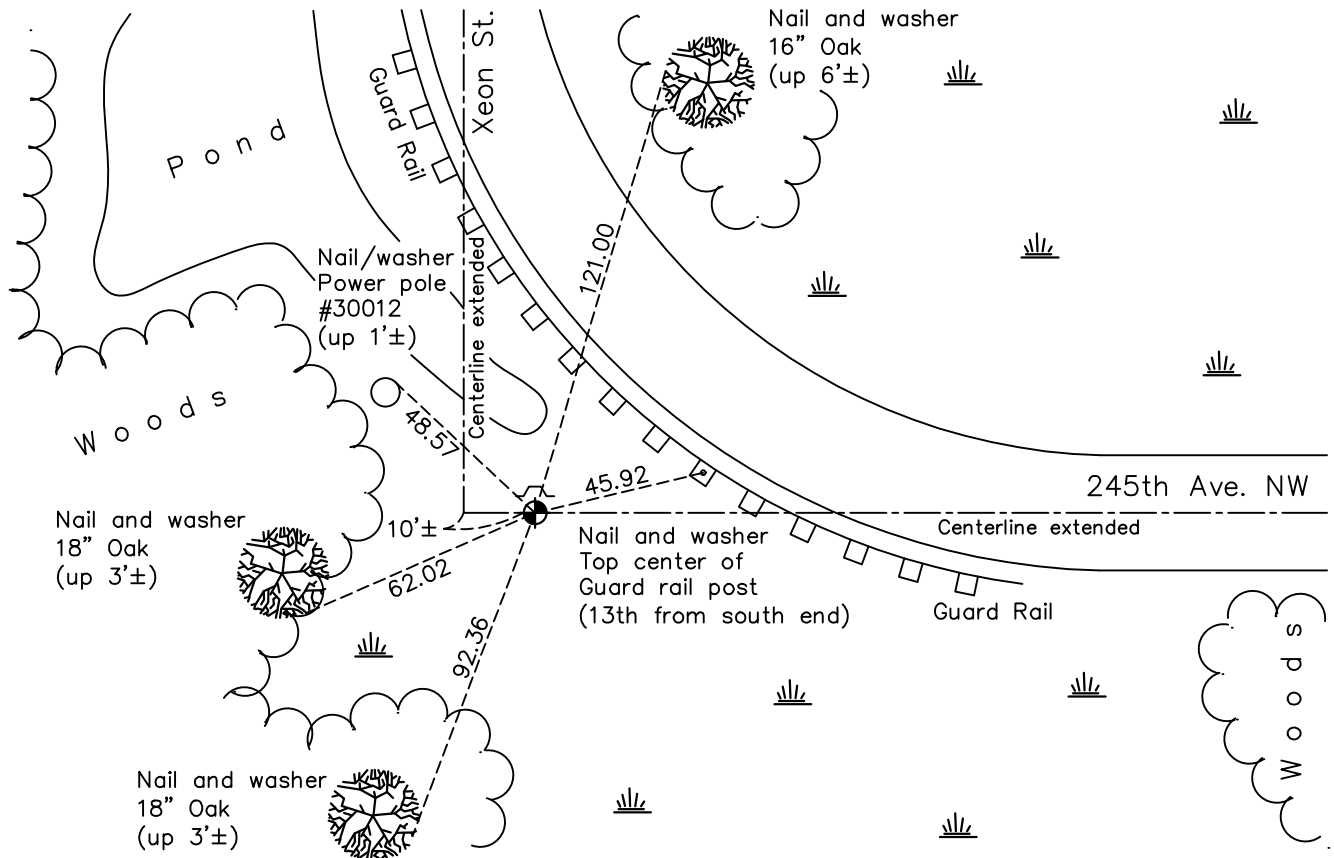 Nail and washer
16” Oak
(up 6’±)
Xeon St.
Guard Rail
Pond
Nail/washer
Power pole
#30012
(up 1’±)
Centerline extended
121.00
Woods
48.57
45.92
245th Ave. NW
Centerline extended
10’±
Nail and washer
18” Oak
(up 3’±)
62.02
Nail and washer
Top center of
Guard rail post
(13th from south end)
Guard Rail
92.36
Woods
Nail and washer
18” Oak
(up 3’±)